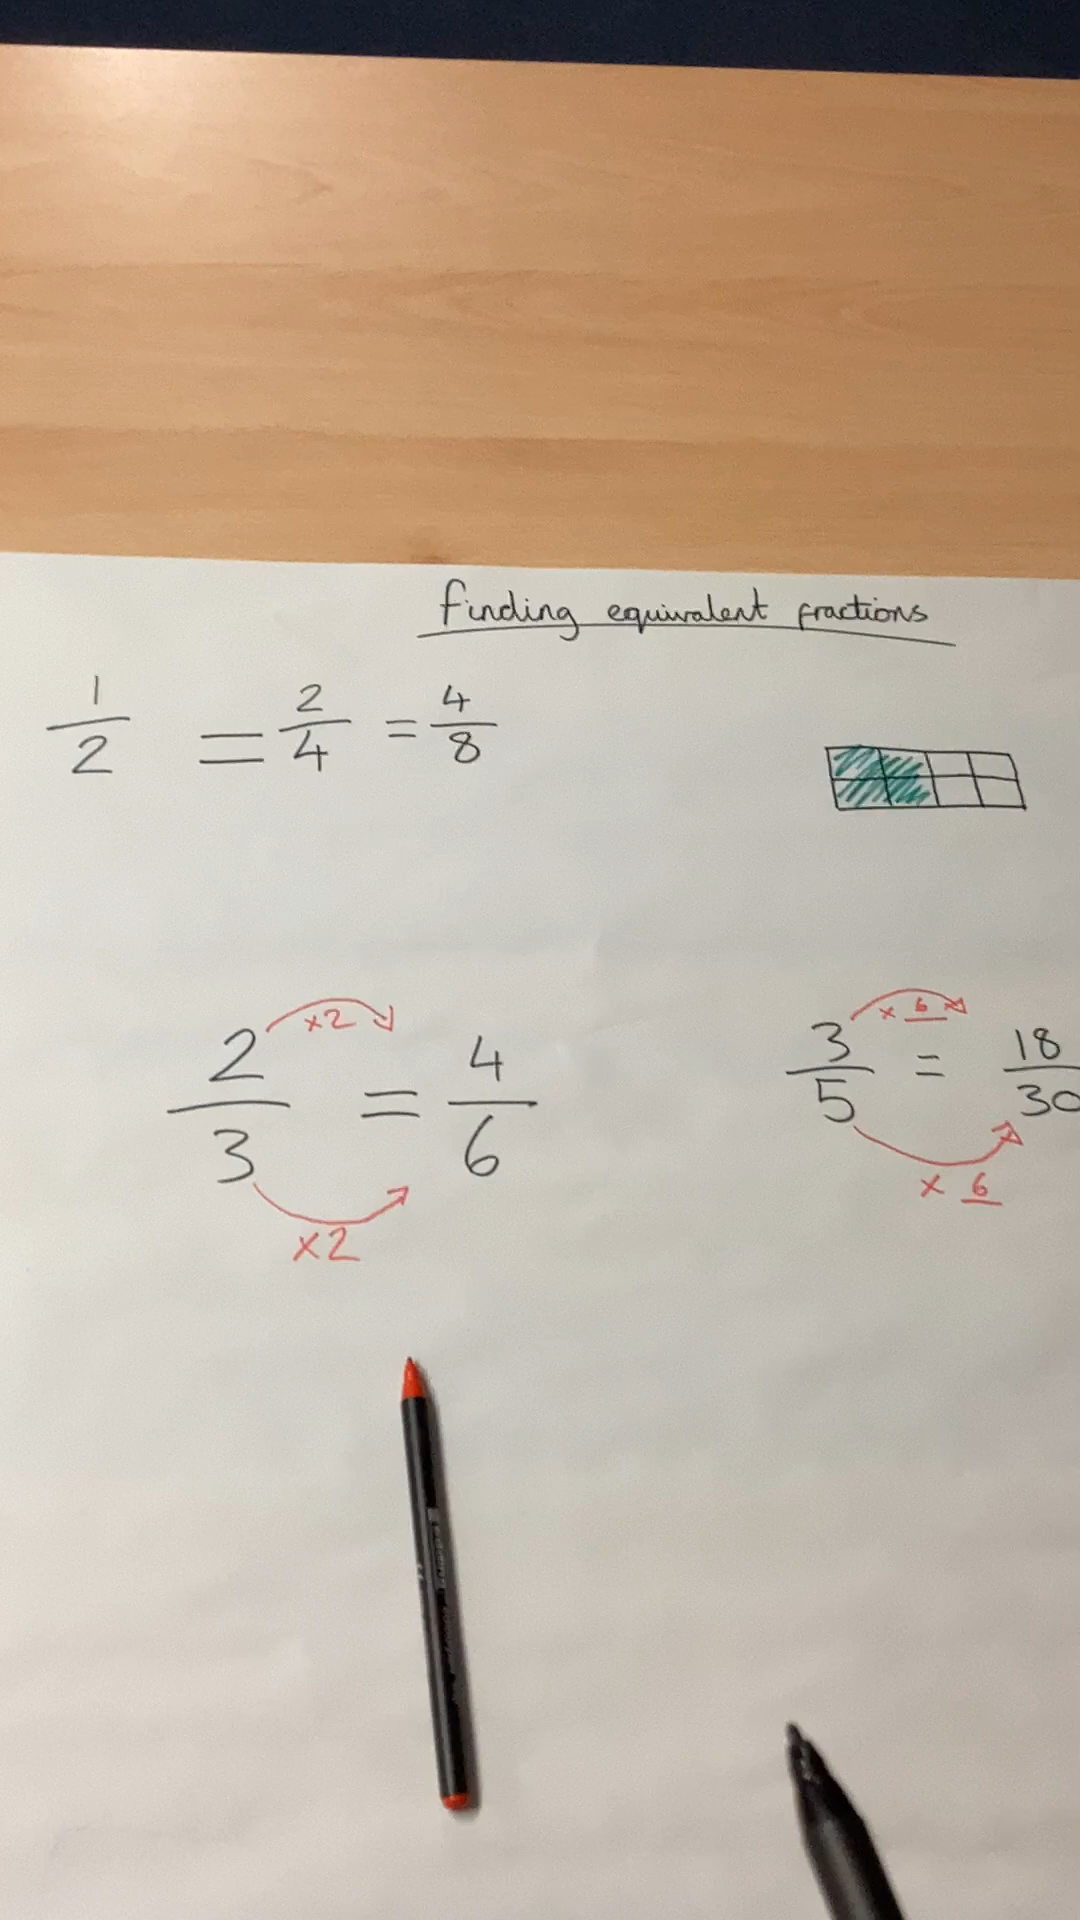 Finding equivalent fractions
1/2 = 2/4 = 4/8
×2
2/3 = 4/6
×2
× 6
3/5 = 18/30
× 6